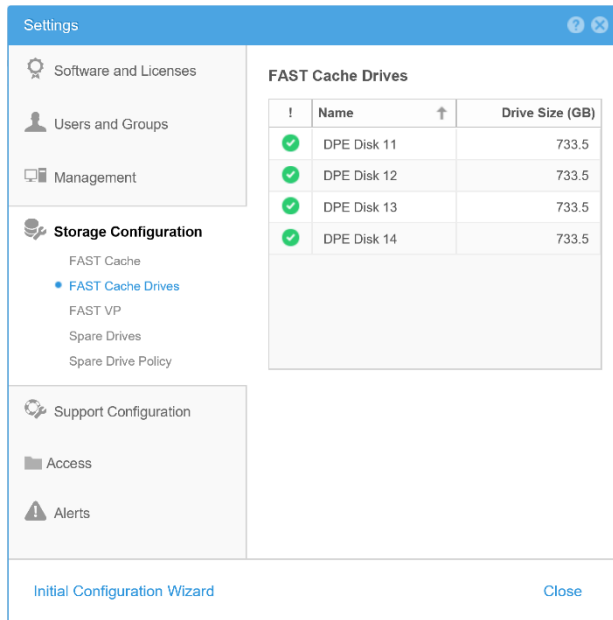 Settings
Software and Licenses
Users and Groups
Management
Storage Configuration
FAST Cache
FAST Cache Drives
FAST VP
Spare Drives
Spare Drive Policy
Support Configuration
Access
Alerts
FAST Cache Drives
! Name Drive Size (GB)
DPE Disk 11 733.5
DPE Disk 12 733.5
DPE Disk 13 733.5
DPE Disk 14 733.5
Initial Configuration Wizard Close